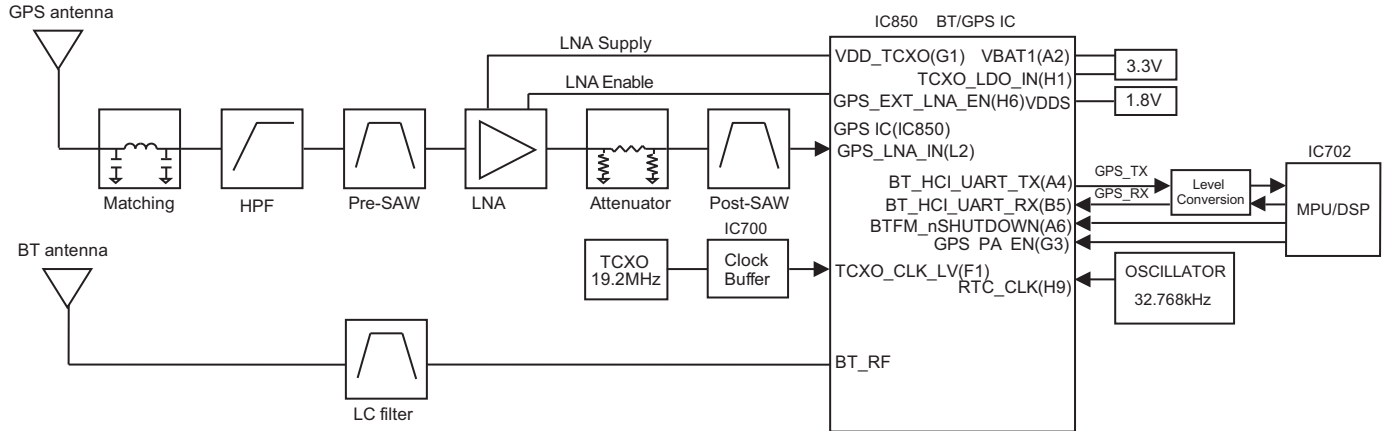 GPS antenna
IC850 BT/GPS IC
LNA Supply
VDD_TCXO(G1) VBAT1(A2)
3.3V
TCXO_LDO_IN(H1)
LNA Enable
GPS_EXT_LNA_EN(H6) VDDS
1.8V
GPS IC(IC850)
GPS_LNA_IN(L2)
Matching
HPF
Pre-SAW
LNA
Attenuator
Post-SAW
IC702
GPS_TX
BT_HCI_UART_TX(A4)
GPS_RX
BT_HCI_UART_RX(B5)
Level
Conversion
MPU/DSP
BTFM_nSHUTDOWN(A6)
GPS PA EN(G3)
BT antenna
IC700
TCXO
19.2MHz
Clock
Buffer
TCXO_CLK_LV(F1)
RTC_CLK(H9)
OSCILLATOR
32.768kHz
BT_RF
LC filter